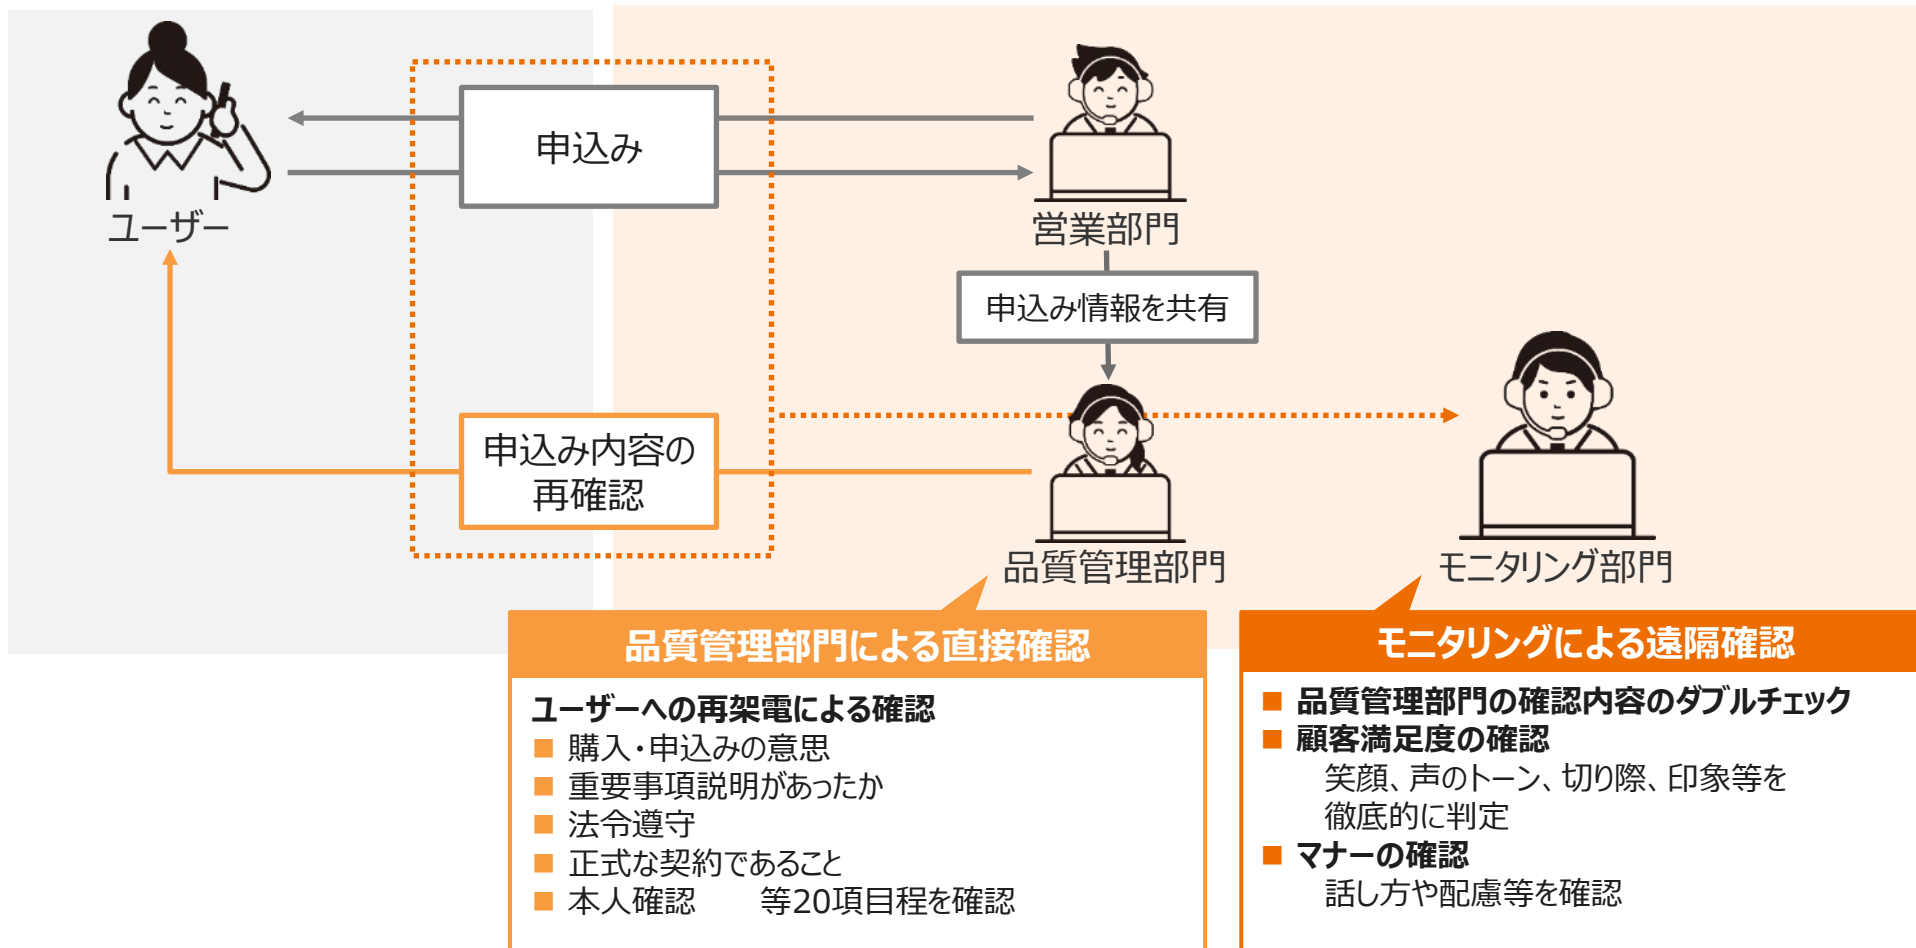 申込み
ユーザー
営業部門
申込み情報を共有
申込み内容の
再確認
品質管理部門
モニタリング部門
品質管理部門による直接確認
ユーザーへの再架電による確認
■ 購入・申込みの意思
■ 重要事項説明があったか
■ 法令遵守
■ 正式な契約であること
■ 本人確認　　等20項目程を確認
モニタリングによる遠隔確認
■ 品質管理部門の確認内容のダブルチェック
■ 顧客満足度の確認
笑顔、声のトーン、切り際、印象等を
徹底的に判定
■ マナーの確認
話し方や配慮等を確認